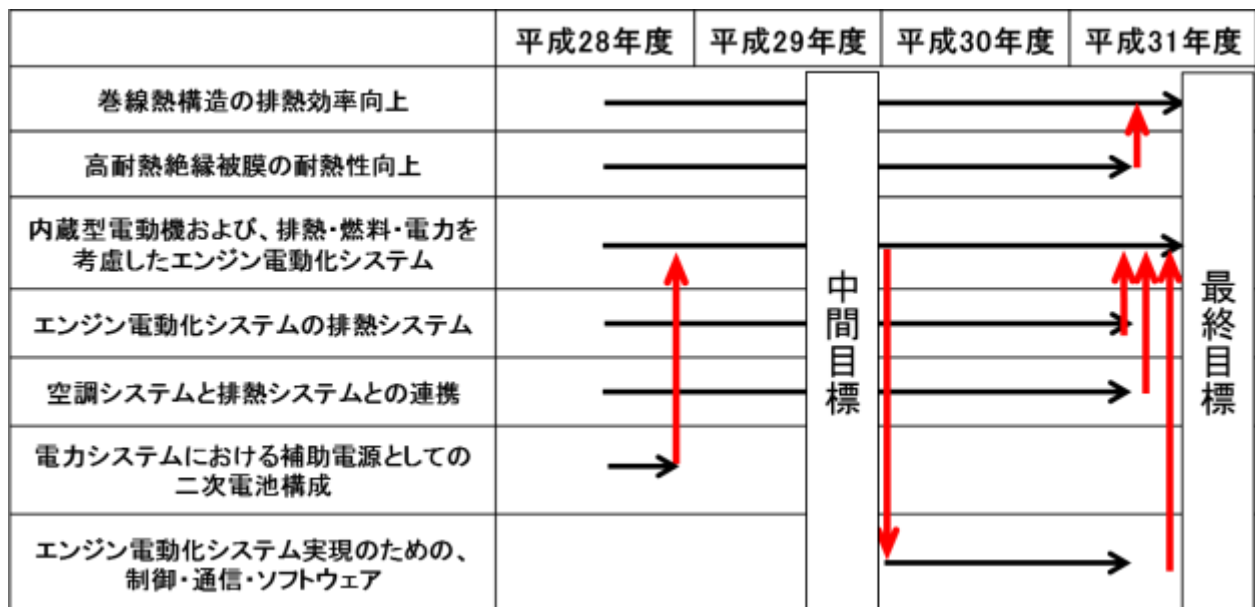 平成28年度 平成29年度 平成30年度 平成31年度
巻線熱構造の排熱効率向上
高耐熱絶縁被膜の耐熱性向上
内蔵型電動機および、排熱・燃料・電力を
考慮したエンジン電動化システム
エンジン電動化システムの排熱システム
空調システムと排熱システムとの連携
電力システムにおける補助電源としての
二次電池構成
エンジン電動化システム実現のための、
制御・通信・ソフトウェア
中間目標
最終目標